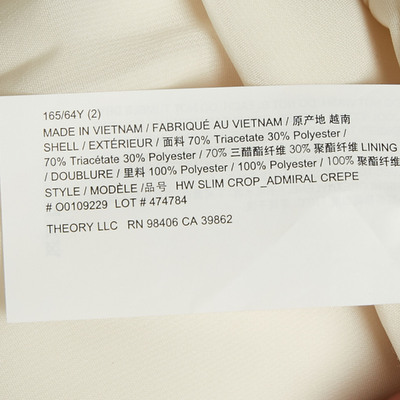 165/64Y (2)
MADE IN VIETNAM / FABRIQUÉ AU VIETNAM / 原产地 越南
SHELL / EXTÉRIEUR / 面料 70% Triacetate 30% Polyester /
70% Triacétate 30% Polyester / 70% 三醋酯纤维 30% 聚酯纤维 LINING
/ DOUBLURE / 里料 100% Polyester / 100% Polyester / 100% 聚酯纤维
STYLE / MODÈLE /品号 HW SLIM CROP_ADMIRAL CREPE
# O0109229 LOT # 474784
THEORY LLC RN 98406 CA 39862